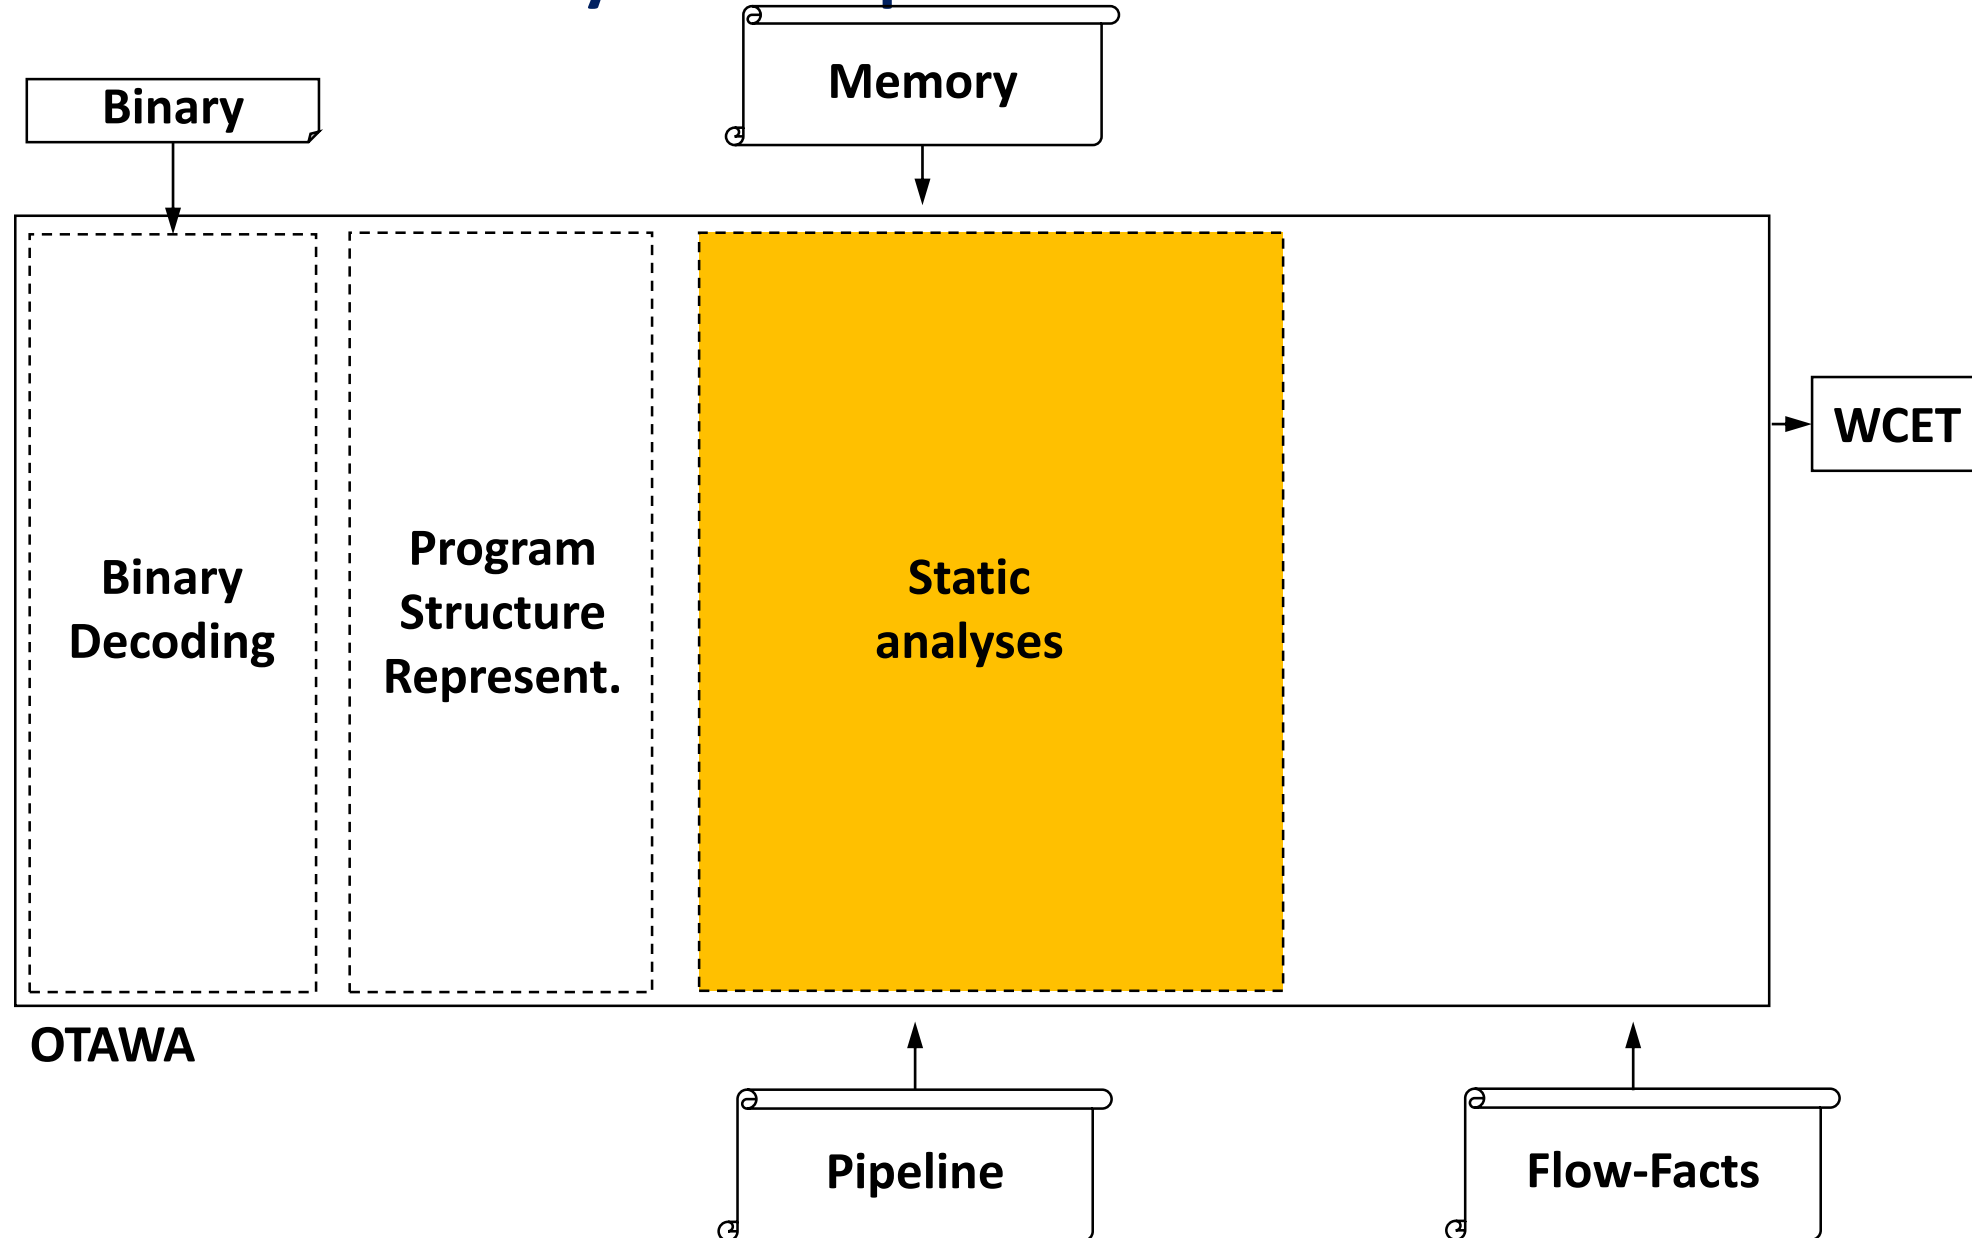 Memory
Binary
WCET
Binary
Decoding
Program
Structure
Represent.
Static
analyses
OTAWA
Pipeline
Flow-Facts